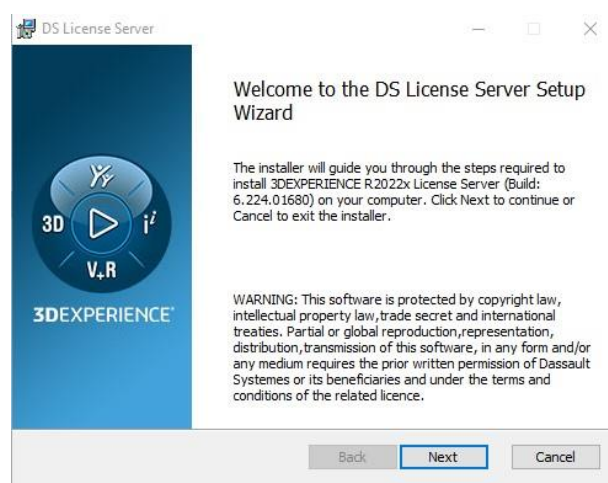 DS License Server
Welcome to the DS License Server Setup
Wizard
The installer will guide you through the steps required to
install 3DEXPERIENCE R2022x License Server (Build:
6.224.01680) on your computer. Click Next to continue or
Cancel to exit the installer.
3D
i²
V+R
3DEXPERIENCE
WARNING: This software is protected by copyright law,
intellectual property law,trade secret and international
treaties. Partial or global reproduction,representation,
distribution,transmission of this software, in any form and/or
any medium requires the prior written permission of Dassault
Systemes or its beneficiaries and under the terms and
conditions of the related licence.
Back Next Cancel